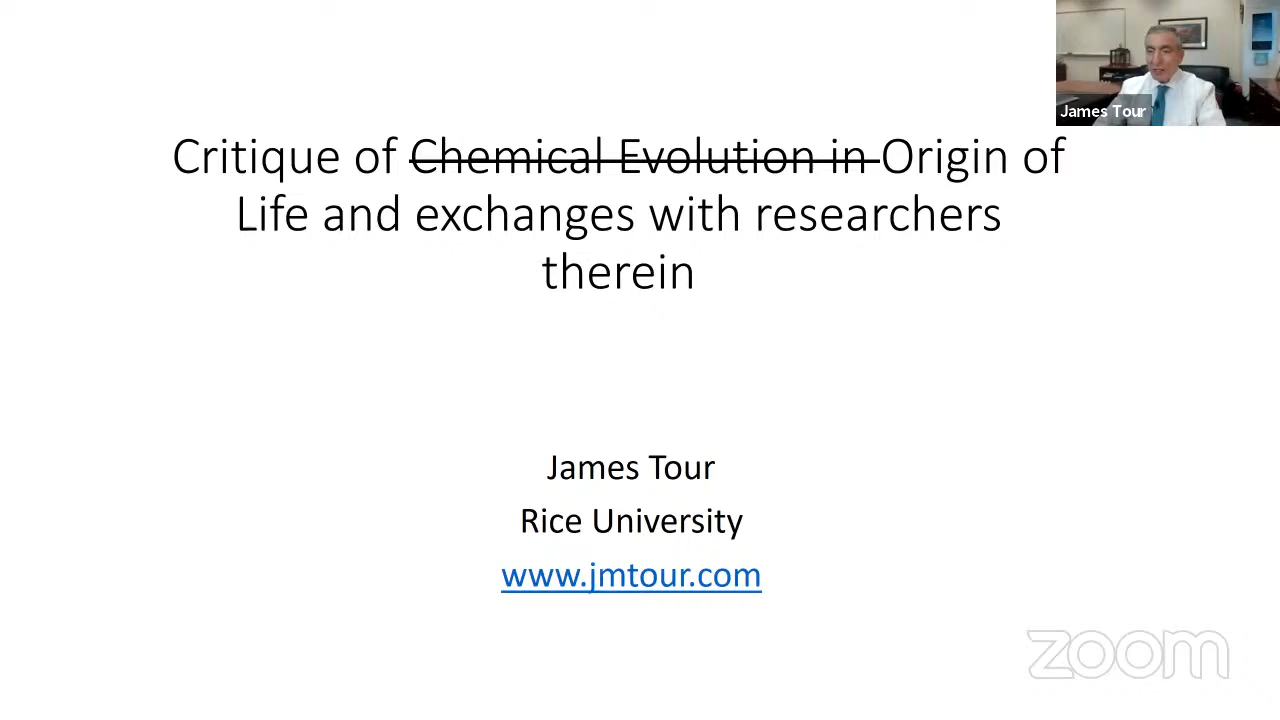 James Tour
Critique of Chemical Evolution in Origin of
Life and exchanges with researchers
therein
James Tour
Rice University
www.jmtour.com
zoom